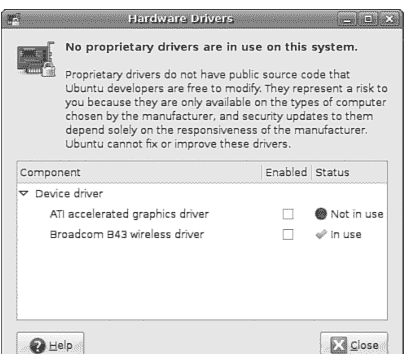 Hardware Drivers
No proprietary drivers are in use on this system.
Proprietary drivers do not have public source code that
Ubuntu developers are free to modify. They represent a risk to
you because they are only available on the types of computer
chosen by the manufacturer, and security updates to them
depend solely on the responsiveness of the manufacturer.
Ubuntu cannot fix or improve these drivers.
Component Enabled Status
Device driver
ATI accelerated graphics driver Not in use
Broadcom B43 wireless driver In use
Help Close